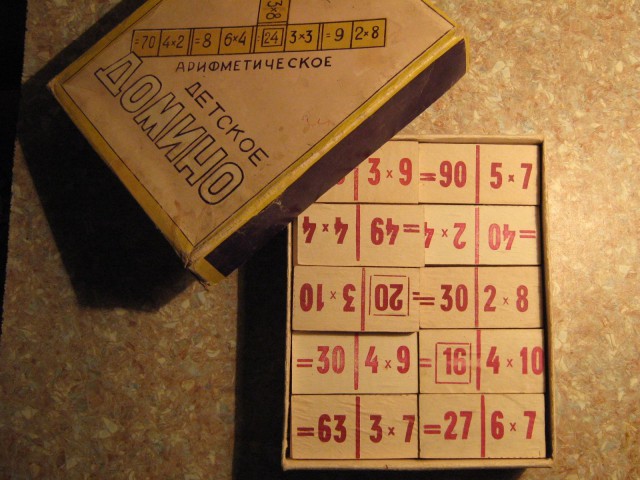 3×8
=70 4×2 =8 6×4 =24 3×3 =9 2×8
АРИФМЕТИЧЕСКОЕ
ДЕТСКОЕ
ДОМИНО
3×9 =90 5×7
=49 4×4 =40 2×4
=20 3×10 =30 2×8
=30 4×9 =16 4×10
=63 3×7 =27 6×7